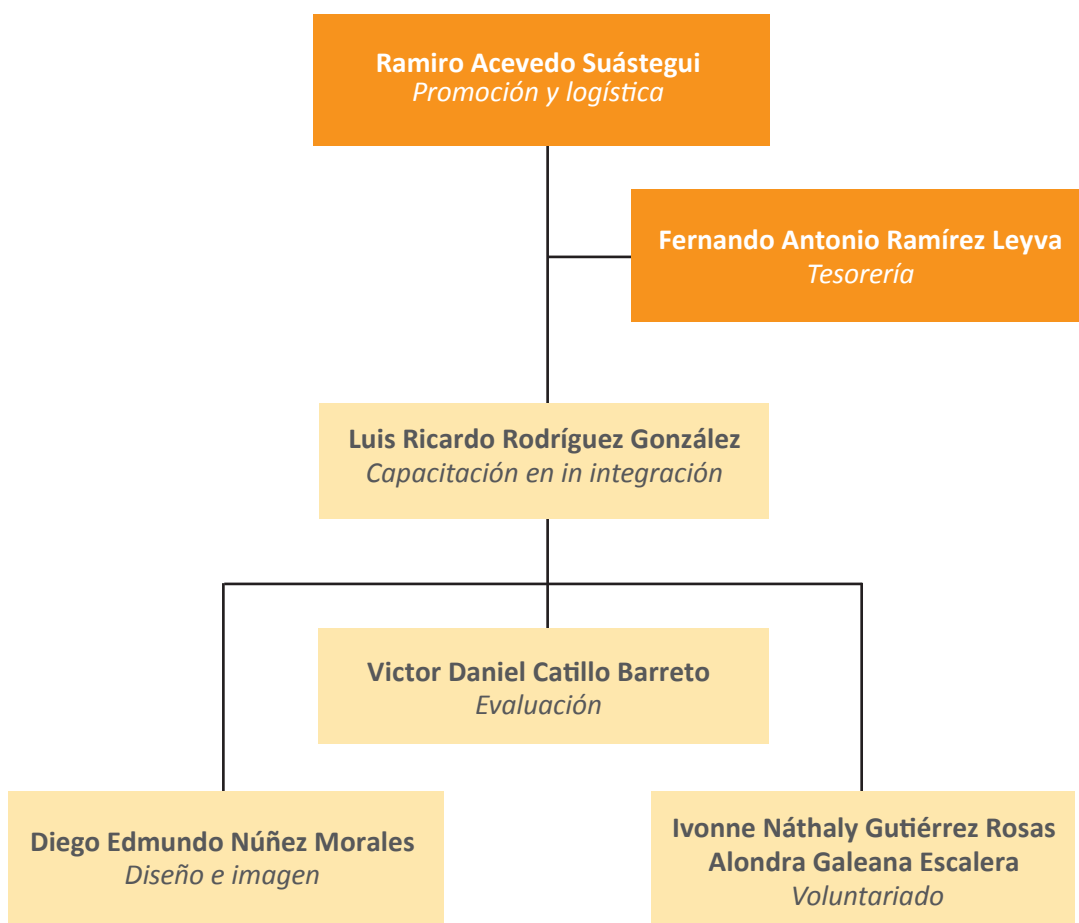 Ramiro Acevedo Suástegui
Promoción y logística
Fernando Antonio Ramírez Leyva
Tesorería
Luis Ricardo Rodríguez González
Capacitación en in integración
Victor Daniel Catillo Barreto
Evaluación
Diego Edmundo Núñez Morales
Diseño e imagen
Ivonne Náthaly Gutiérrez Rosas
Alondra Galeana Escalera
Voluntariado